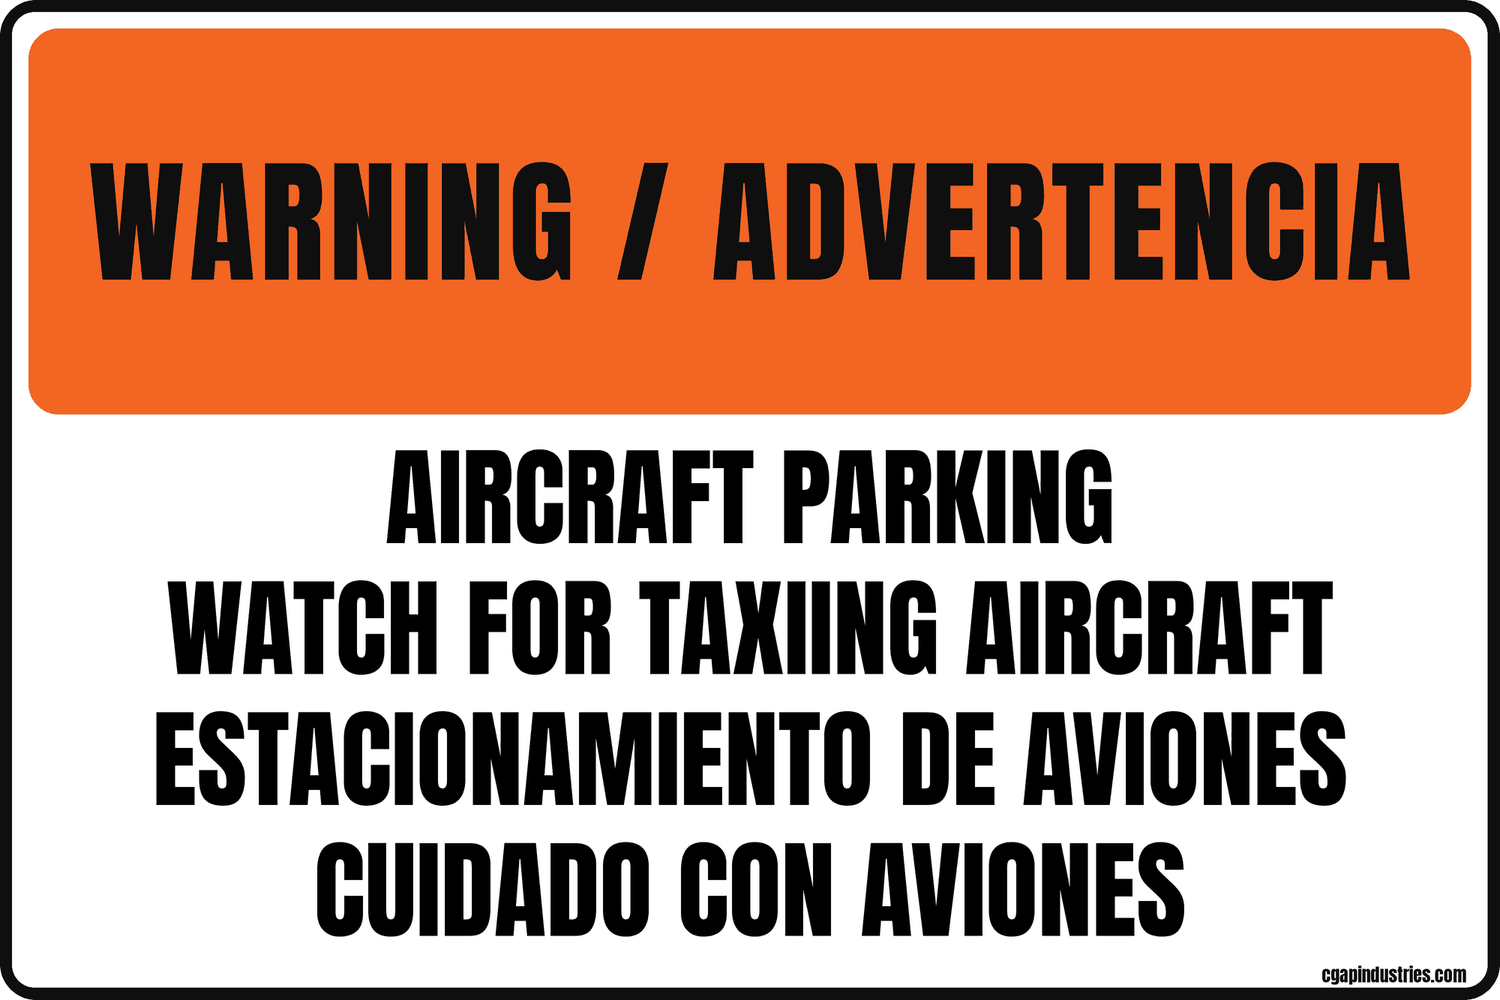 WARNING / ADVERTENCIA
AIRCRAFT PARKING
WATCH FOR TAXIING AIRCRAFT
ESTACIONAMIENTO DE AVIONES
CUIDADO CON AVIONES
cgapindustries.com